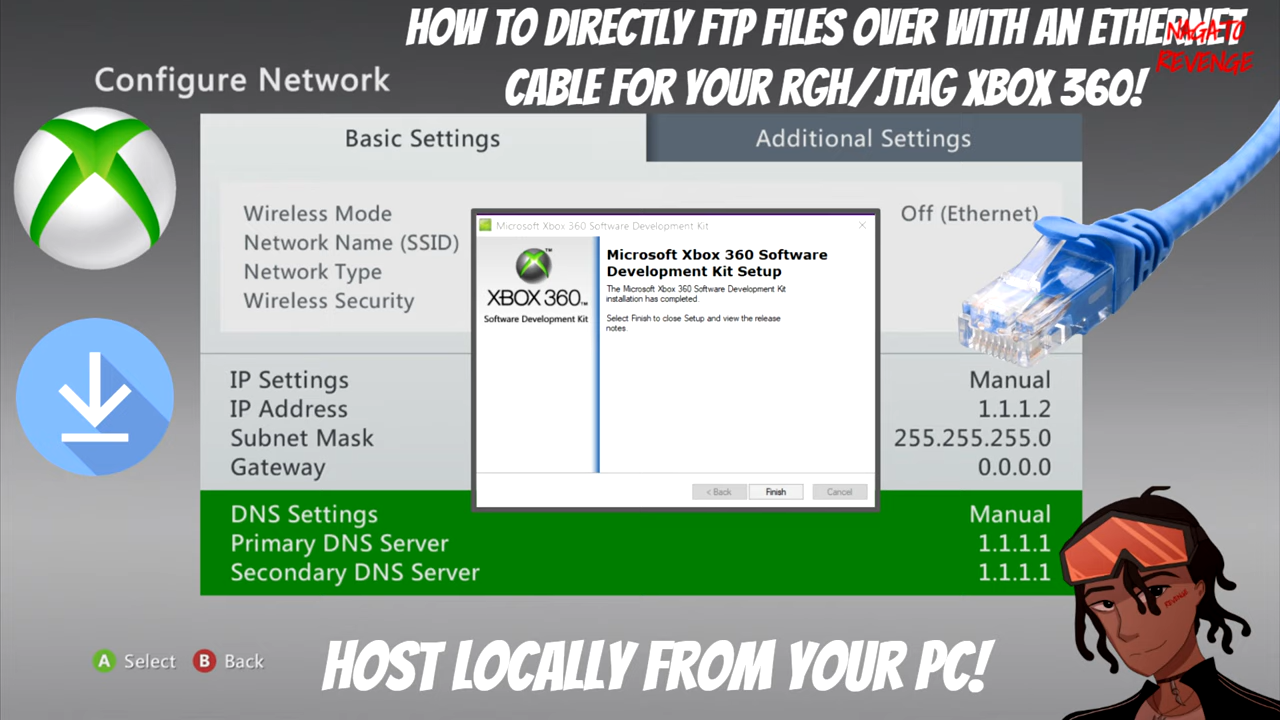 HOW TO DIRECTLY FTP FILES OVER WITH AN ETHERNET
CABLE FOR YOUR RGH/JTAG XBOX 360!
NAGATO
REVENGE
Configure Network
Basic Settings
Additional Settings
Wireless Mode
Off (Ethernet)
Network Name (SSID)
Network Type
Wireless Security
Microsoft Xbox 360 Software Development Kit
XBOX 360™
Software Development Kit
Microsoft Xbox 360 Software
Development Kit Setup
The Microsoft Xbox 360 Software Development Kit
installation has completed.
Select Finish to close Setup and view the release
notes.
< Back
Finish
Cancel
IP Settings Manual
IP Address 1.1.1.2
Subnet Mask 255.255.255.0
Gateway 0.0.0.0
DNS Settings Manual
Primary DNS Server 1.1.1.1
Secondary DNS Server 1.1.1.1
REVENGE
A Select B Back
HOST LOCALLY FROM YOUR PC!